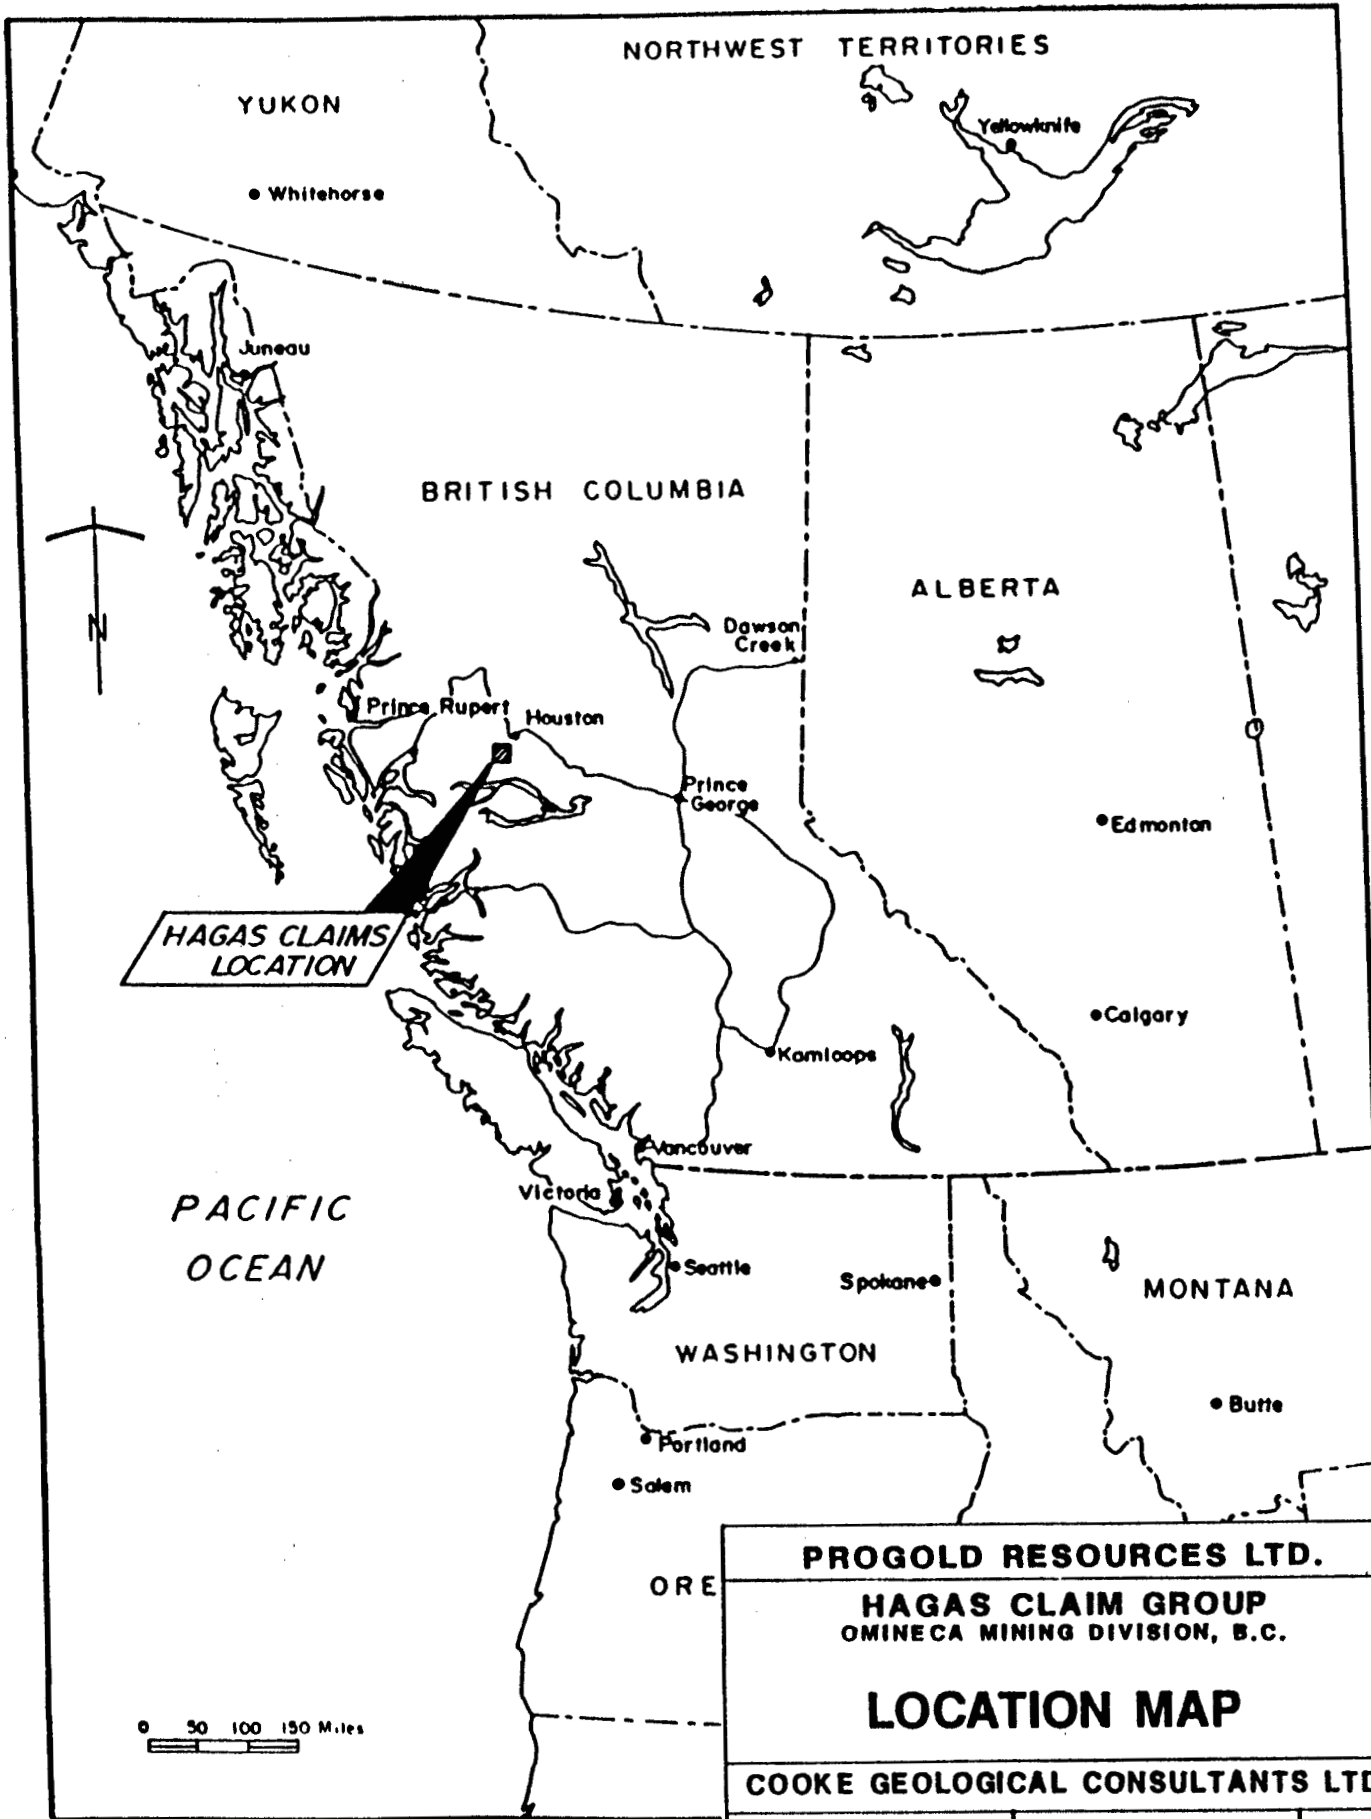 NORTHWEST TERRITORIES
YUKON
Yellowknife
Whitehorse
Juneau
BRITISH COLUMBIA
ALBERTA
N
Dawson
Creek
Prince Rupert
Houston
Prince
George
Edmonton
HAGAS CLAIMS
LOCATION
Calgary
Kamloops
Vancouver
Victoria
PACIFIC
OCEAN
Seattle
Spokane
MONTANA
WASHINGTON
Butte
Portland
Salem
ORE
PROGOLD RESOURCES LTD.
HAGAS CLAIM GROUP
OMINECA MINING DIVISION, B.C.
LOCATION MAP
0 50 100 150 Miles
COOKE GEOLOGICAL CONSULTANTS LTD